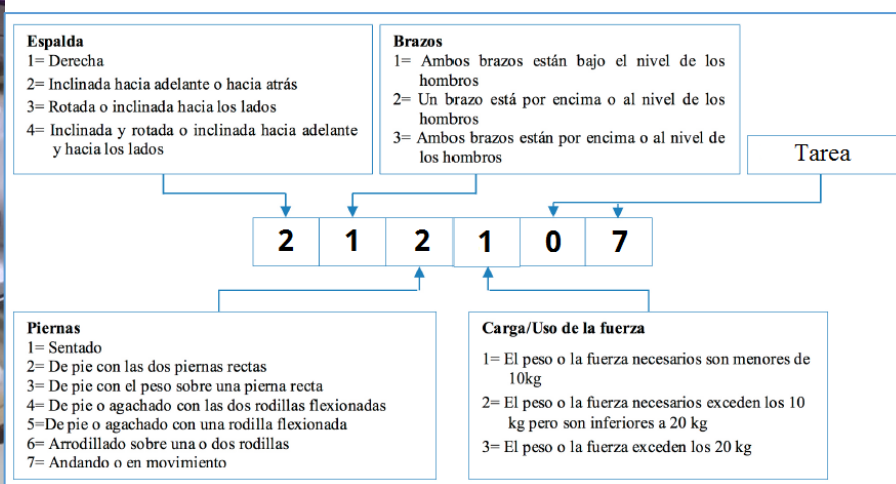 Espalda
1= Derecha
2= Inclinada hacia adelante o hacia atrás
3= Rotada o inclinada hacia los lados
4= Inclinada y rotada o inclinada hacia adelante
y hacia los lados
Brazos
1= Ambos brazos están bajo el nivel de los
hombros
2= Un brazo está por encima o al nivel de los
hombros
3= Ambos brazos están por encima o al nivel de
los hombros
Tarea
2 1 2 1 0 7
Piernas
1= Sentado
2= De pie con las dos piernas rectas
3= De pie con el peso sobre una pierna recta
4= De pie o agachado con las dos rodillas flexionadas
5=De pie o agachado con una rodilla flexionada
6= Arrodillado sobre una o dos rodillas
7= Andando o en movimiento
Carga/Uso de la fuerza
1= El peso o la fuerza necesarios son menores de
10kg
2= El peso o la fuerza necesarios exceden los 10
kg pero son inferiores a 20 kg
3= El peso o la fuerza exceden los 20 kg